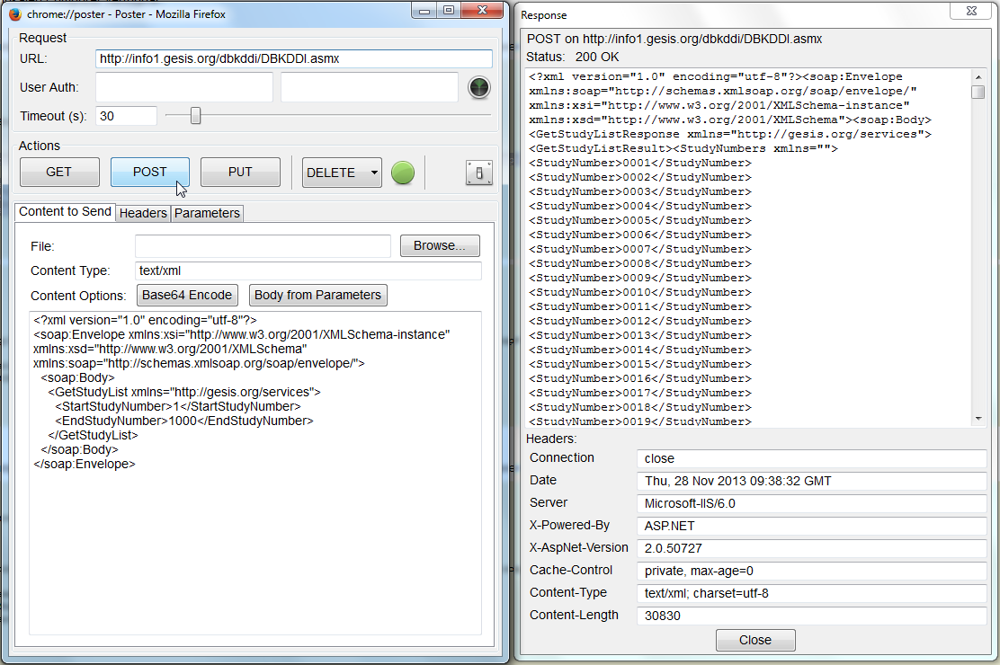 chrome://poster - Poster - Mozilla Firefox
Request
URL: http://info1.gesis.org/dbkddi/DBKDDI.asmx
User Auth:
Timeout (s): 30
Actions
GET POST PUT DELETE
Content to Send Headers Parameters
File: Browse...
Content Type: text/xml
Content Options: Base64 Encode Body from Parameters
<?xml version="1.0" encoding="utf-8"?>
<soap:Envelope xmlns:xsi="http://www.w3.org/2001/XMLSchema-instance"
xmlns:xsd="http://www.w3.org/2001/XMLSchema"
xmlns:soap="http://schemas.xmlsoap.org/soap/envelope/">
<soap:Body>
<GetStudyList xmlns="http://gesis.org/services">
<StartStudyNumber>1</StartStudyNumber>
<EndStudyNumber>1000</EndStudyNumber>
</GetStudyList>
</soap:Body>
</soap:Envelope>
Response
POST on http://info1.gesis.org/dbkddi/DBKDDI.asmx
Status: 200 OK
<?xml version="1.0" encoding="utf-8"?><soap:Envelope
xmlns:soap="http://schemas.xmlsoap.org/soap/envelope/"
xmlns:xsi="http://www.w3.org/2001/XMLSchema-instance"
xmlns:xsd="http://www.w3.org/2001/XMLSchema"><soap:Body>
<GetStudyListResponse xmlns="http://gesis.org/services">
<GetStudyListResult><StudyNumbers xmlns="">
<StudyNumber>0001</StudyNumber>
<StudyNumber>0002</StudyNumber>
<StudyNumber>0003</StudyNumber>
<StudyNumber>0004</StudyNumber>
<StudyNumber>0005</StudyNumber>
<StudyNumber>0006</StudyNumber>
<StudyNumber>0007</StudyNumber>
<StudyNumber>0008</StudyNumber>
<StudyNumber>0009</StudyNumber>
<StudyNumber>0010</StudyNumber>
<StudyNumber>0011</StudyNumber>
<StudyNumber>0012</StudyNumber>
<StudyNumber>0013</StudyNumber>
<StudyNumber>0014</StudyNumber>
<StudyNumber>0015</StudyNumber>
<StudyNumber>0016</StudyNumber>
<StudyNumber>0017</StudyNumber>
<StudyNumber>0018</StudyNumber>
<StudyNumber>0019</StudyNumber>
Headers:
Connection close
Date Thu, 28 Nov 2013 09:38:32 GMT
Server Microsoft-IIS/6.0
X-Powered-By ASP.NET
X-AspNet-Version 2.0.50727
Cache-Control private, max-age=0
Content-Type text/xml; charset=utf-8
Content-Length 30830
Close